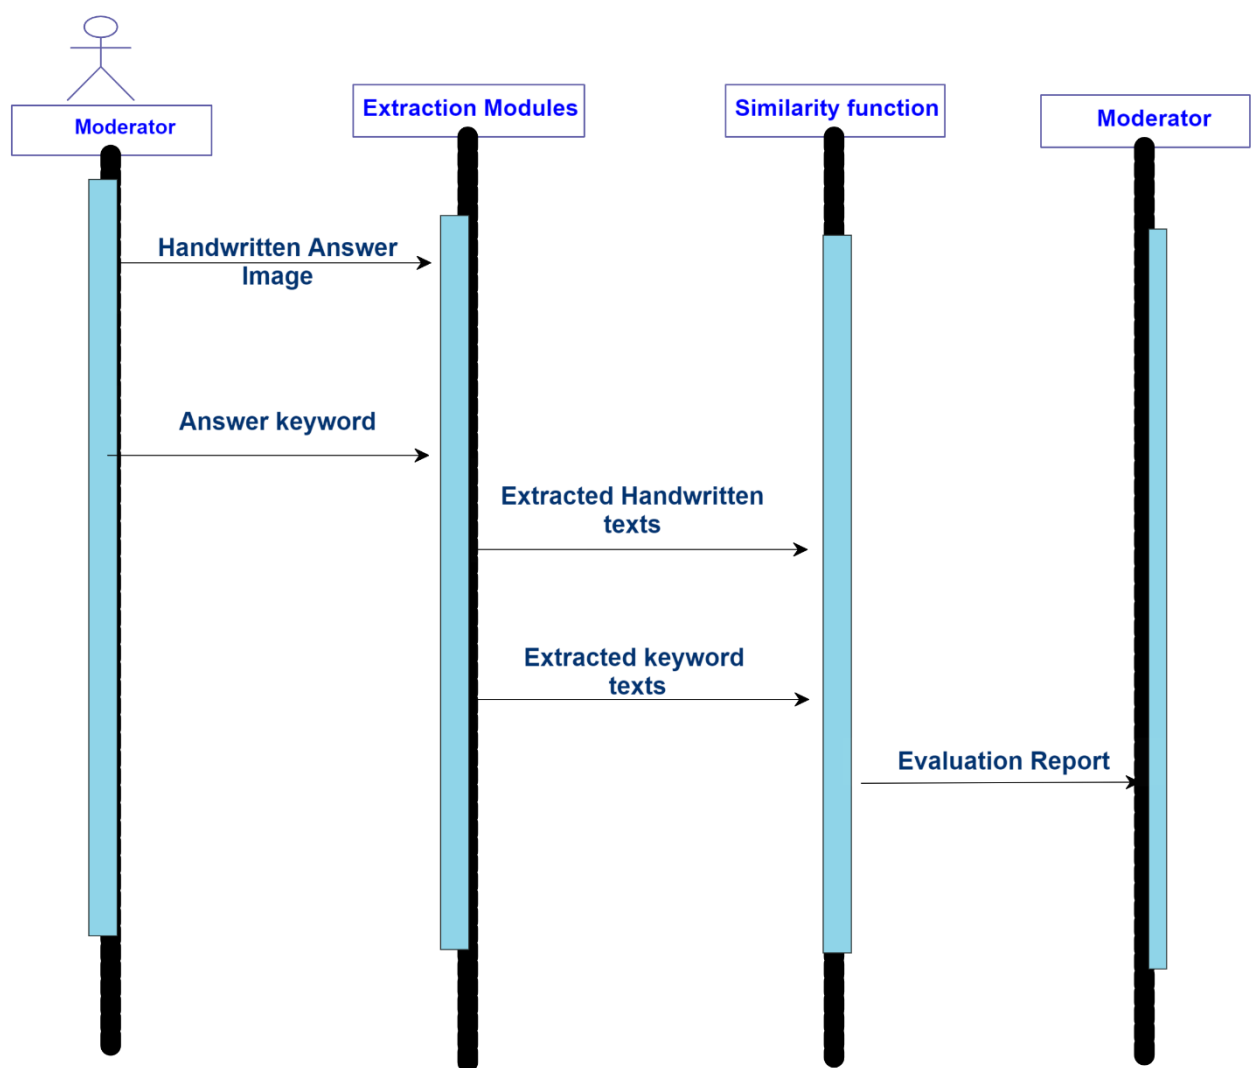 Moderator
Extraction Modules
Similarity function
Moderator
Handwritten Answer
Image
Answer keyword
Extracted Handwritten
texts
Extracted keyword
texts
Evaluation Report